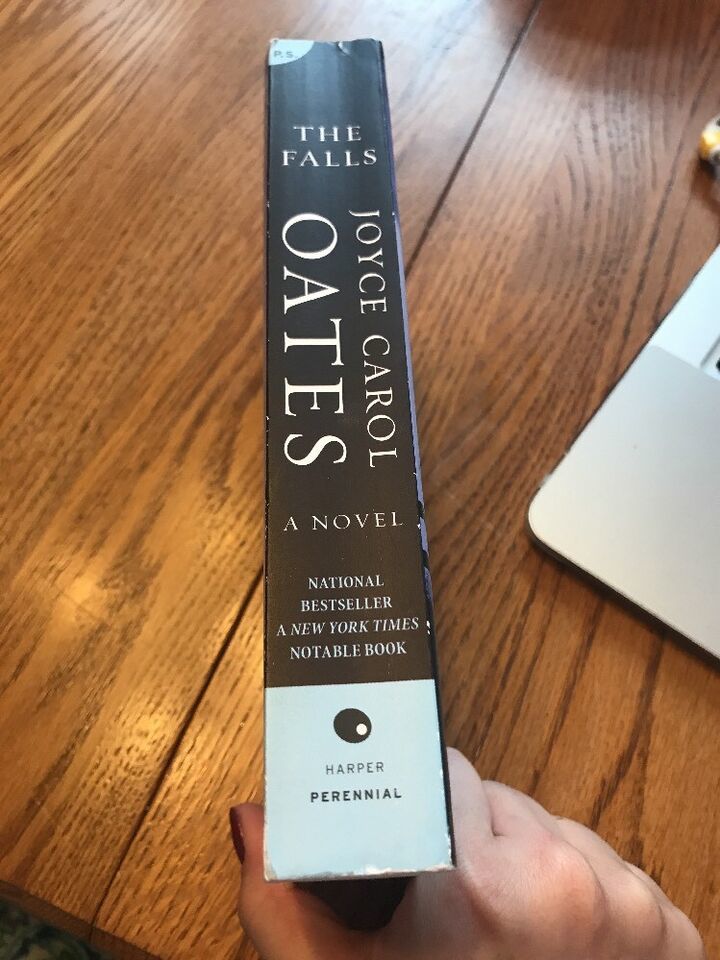 P.S.
THE
FALLS
JOYCE CAROL
OATES
A NOVEL
NATIONAL
BESTSELLER
A NEW YORK TIMES
NOTABLE BOOK
HARPER
PERENNIAL